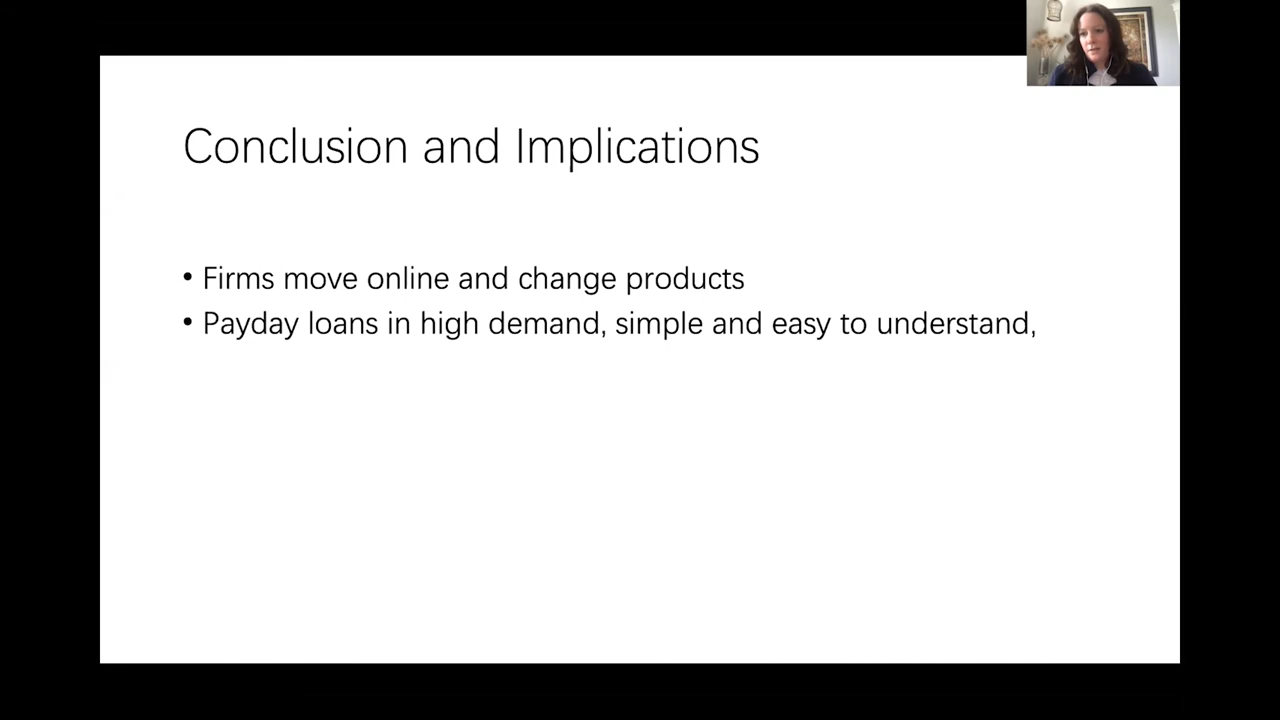 Conclusion and Implications
• Firms move online and change products
• Payday loans in high demand, simple and easy to understand,